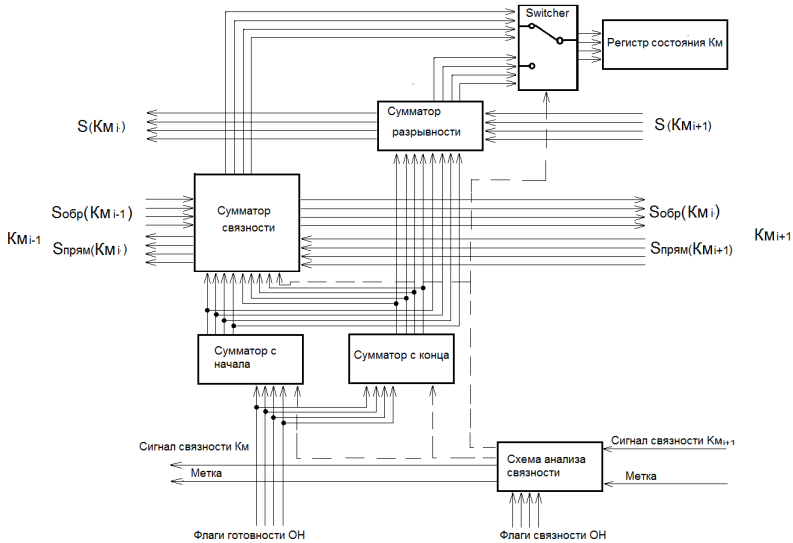 Switcher
Регистр состояния Км
Сумматор
разрывности
S(Кмi)
S(Кмi+1)
Сумматор
связности
Sобр(Кмi-1)
Sобр(Кмi)
Кмi-1
Кмi+1
Sпрям(Кмi)
Sпрям(Кмi+1)
Сумматор с
начала
Сумматор с конца
Сигнал связности Км
Сигнал связности Kмi+1
Схема анализа
связности
Метка
Метка
Флаги готовности ОН
Флаги связности ОН